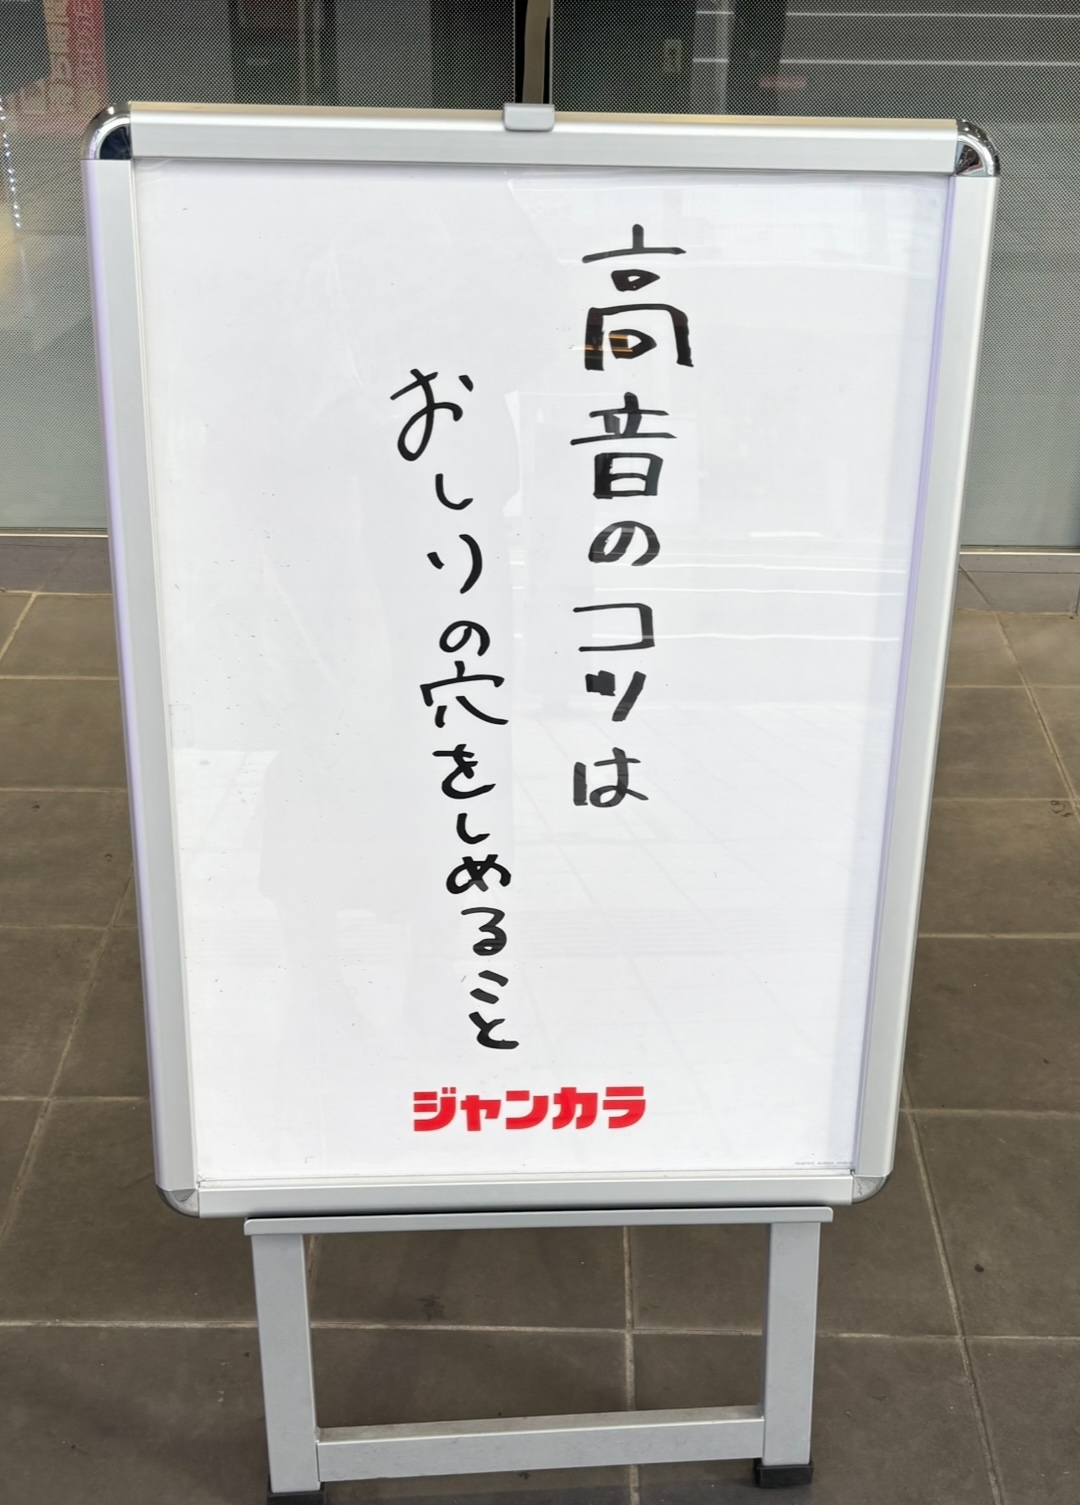 高音のコツは
おしりの穴をしめること
ジャンカラ